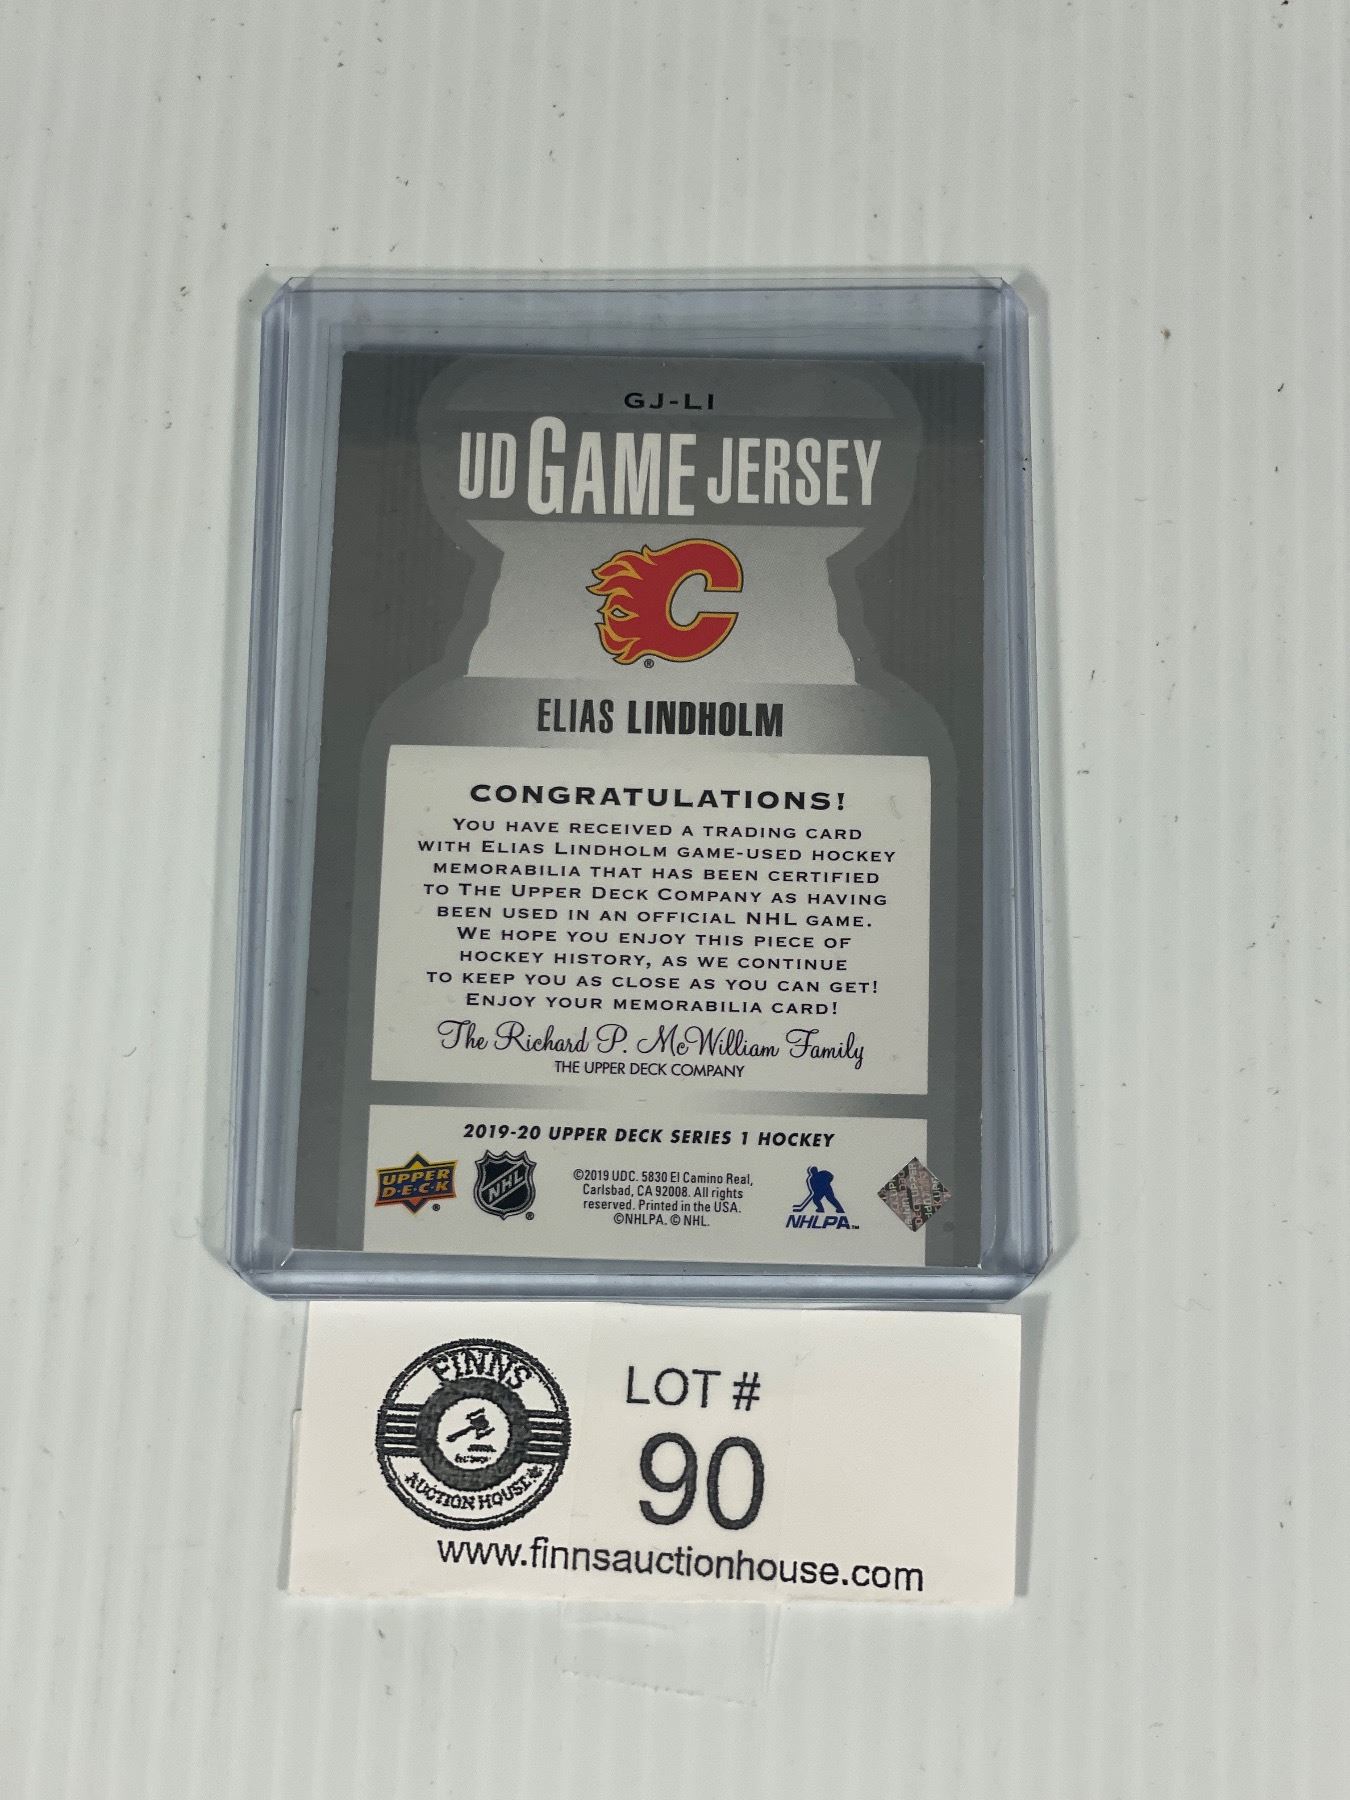 GJ-LI
UD GAME JERSEY
®
ELIAS LINDHOLM
CONGRATULATIONS!
YOU HAVE RECEIVED A TRADING CARD
WITH ELIAS LINDHOLM GAME-USED HOCKEY
MEMORABILIA THAT HAS BEEN CERTIFIED
TO THE UPPER DECK COMPANY AS HAVING
BEEN USED IN AN OFFICIAL NHL GAME.
WE HOPE YOU ENJOY THIS PIECE OF
HOCKEY HISTORY, AS WE CONTINUE
TO KEEP YOU AS CLOSE AS YOU CAN GET!
ENJOY YOUR MEMORABILIA CARD!
The Richard P. McWilliam Family
THE UPPER DECK COMPANY
2019-20 UPPER DECK SERIES 1 HOCKEY
UPPER
D·E·C·K
®
NHL
®
©2019 UDC. 5830 El Camino Real,
Carlsbad, CA 92008. All rights
reserved. Printed in the USA.
©NHLPA. © NHL.
NHLPA™
FINNS
AUCTION HOUSE
LOT #
90
www.finnsauctionhouse.com